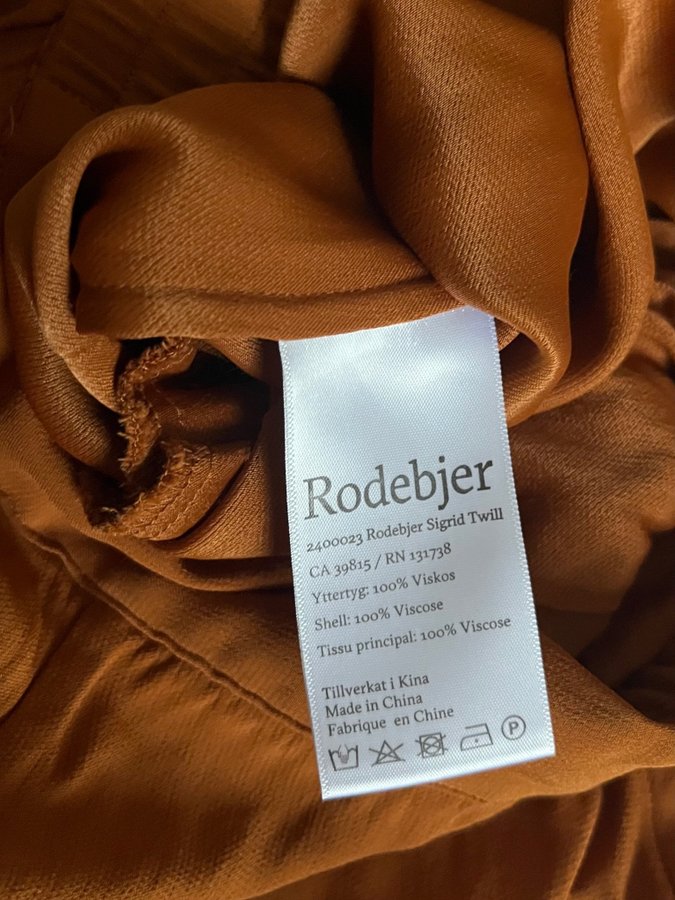 Rodebjer
2400023 Rodebjer Sigrid Twill
CA 39815 / RN 131738
Yttertyg: 100% Viskos
Shell: 100% Viscose
Tissu principal: 100% Viscose
Tillverkat i Kina
Made in China
Fabrique en Chine
P